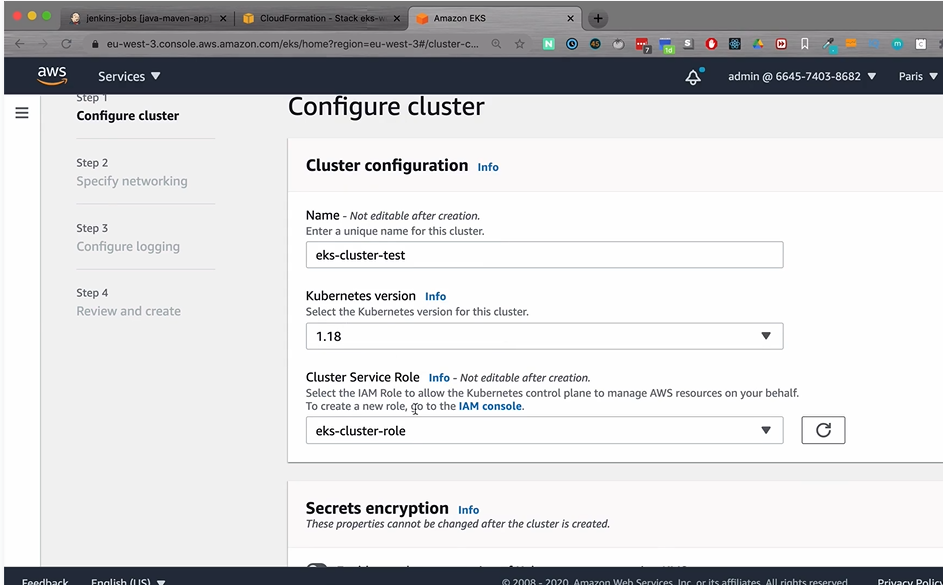 jenkins-jobs [java-maven-app]
CloudFormation - Stack eks-w
Amazon EKS
eu-west-3.console.aws.amazon.com/eks/home?region=eu-west-3#/cluster-c...
aws
Services
admin @ 6645-7403-8682
Paris
Step 1
Configure cluster
Step 2
Specify networking
Step 3
Configure logging
Step 4
Review and create
Configure cluster
Cluster configuration Info
Name - Not editable after creation.
Enter a unique name for this cluster.
eks-cluster-test
Kubernetes version Info
Select the Kubernetes version for this cluster.
1.18
Cluster Service Role Info - Not editable after creation.
Select the IAM Role to allow the Kubernetes control plane to manage AWS resources on your behalf.
To create a new role, go to the IAM console.
eks-cluster-role
Secrets encryption Info
These properties cannot be changed after the cluster is created.
Feedback
English (US)
© 2008 - 2020, Amazon Web Services, Inc. or its affiliates. All rights reserved.
Privacy Policy